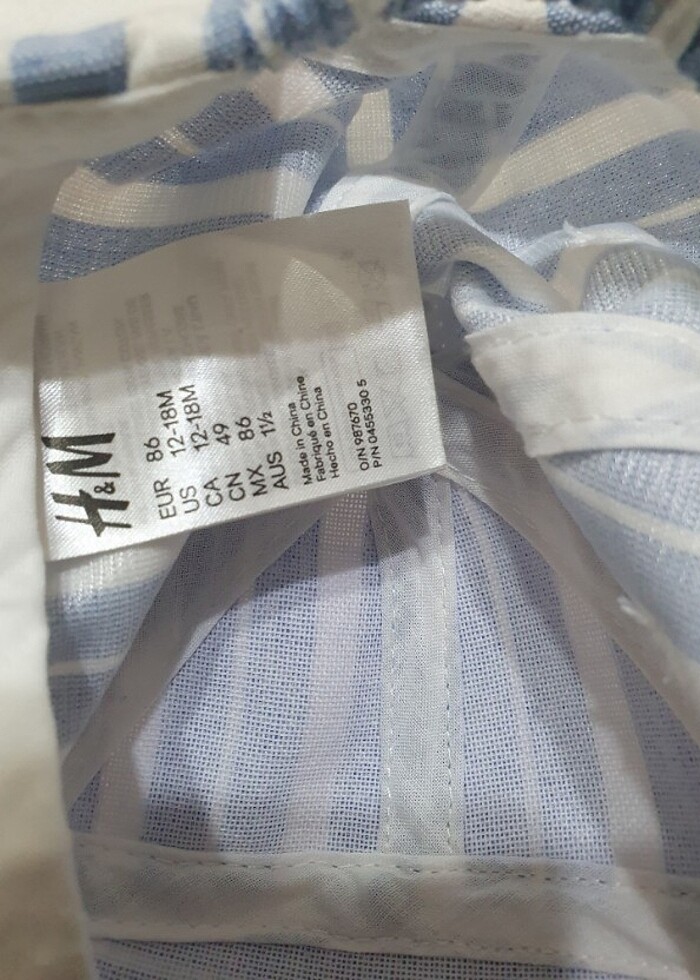 H&M
EUR 86
US 12-18M
CA 12-18M
CN 49
MX 86
AUS 1½
Made in China
Fabriqué en Chine
Hecho en China
O/N 987670
P/N 0455330 5